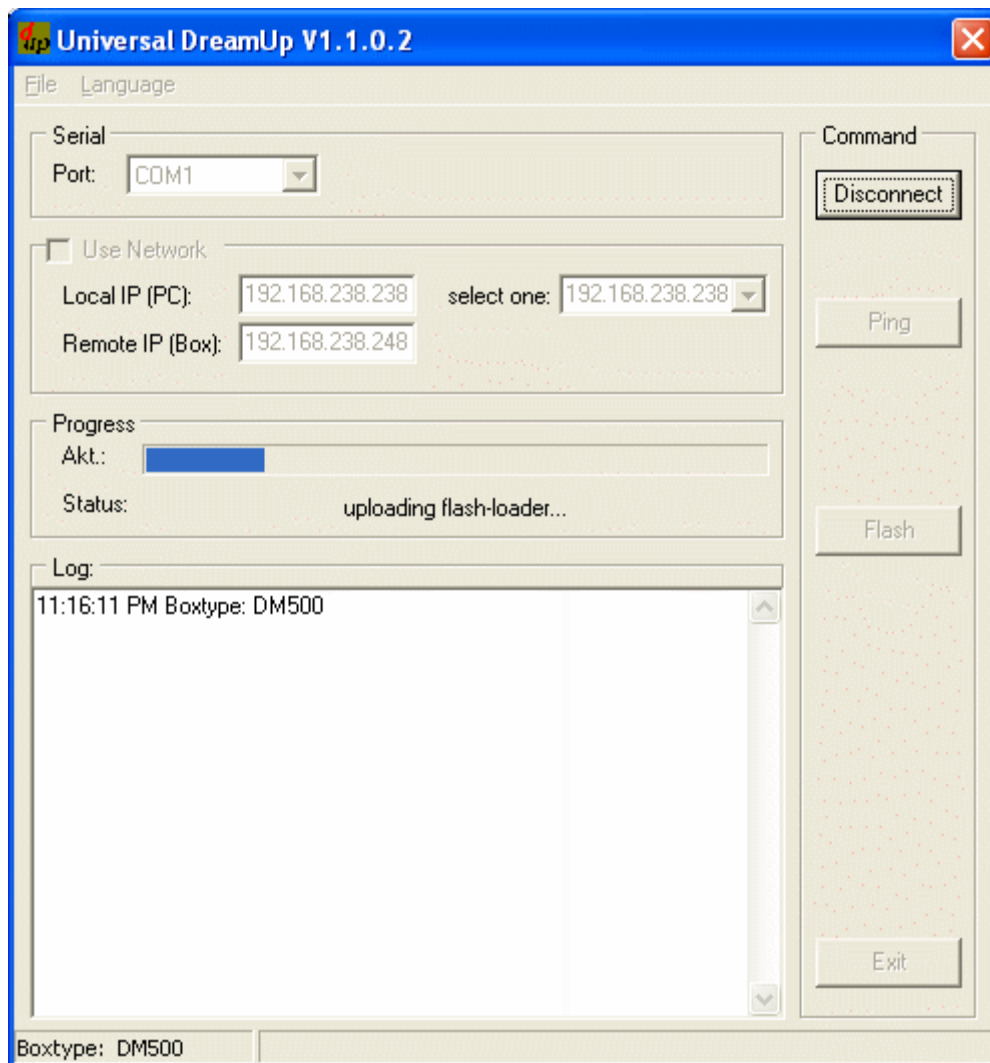 up Universal DreamUp V1.1.0.2
File Language
Serial
Port: COM1
Use Network
Local IP (PC): 192.168.238.238 select one: 192.168.238.238
Remote IP (Box): 192.168.238.248
Progress
Akt.:
Status: uploading flash-loader...
Log:
11:16:11 PM Boxtype: DM500
Command
Disconnect
Ping
Flash
Exit
Boxtype: DM500